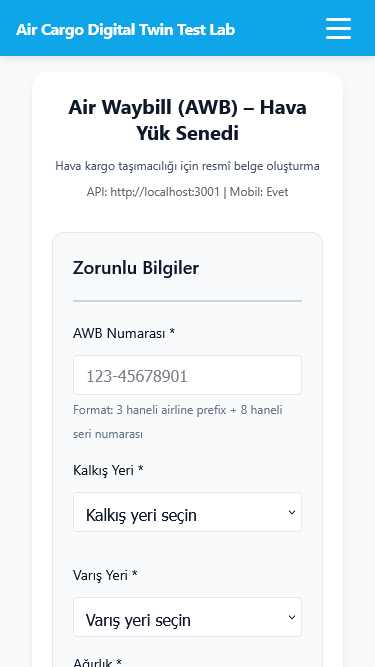 Air Cargo Digital Twin Test Lab
Air Waybill (AWB) – Hava
Yük Senedi
Hava kargo taşımacılığı için resmî belge oluşturma
API: http://localhost:3001 | Mobil: Evet
Zorunlu Bilgiler
AWB Numarası *
123-45678901
Format: 3 haneli airline prefix + 8 haneli
seri numarası
Kalkış Yeri *
Kalkış yeri seçin
Varış Yeri *
Varış yeri seçin
Ağırlık *